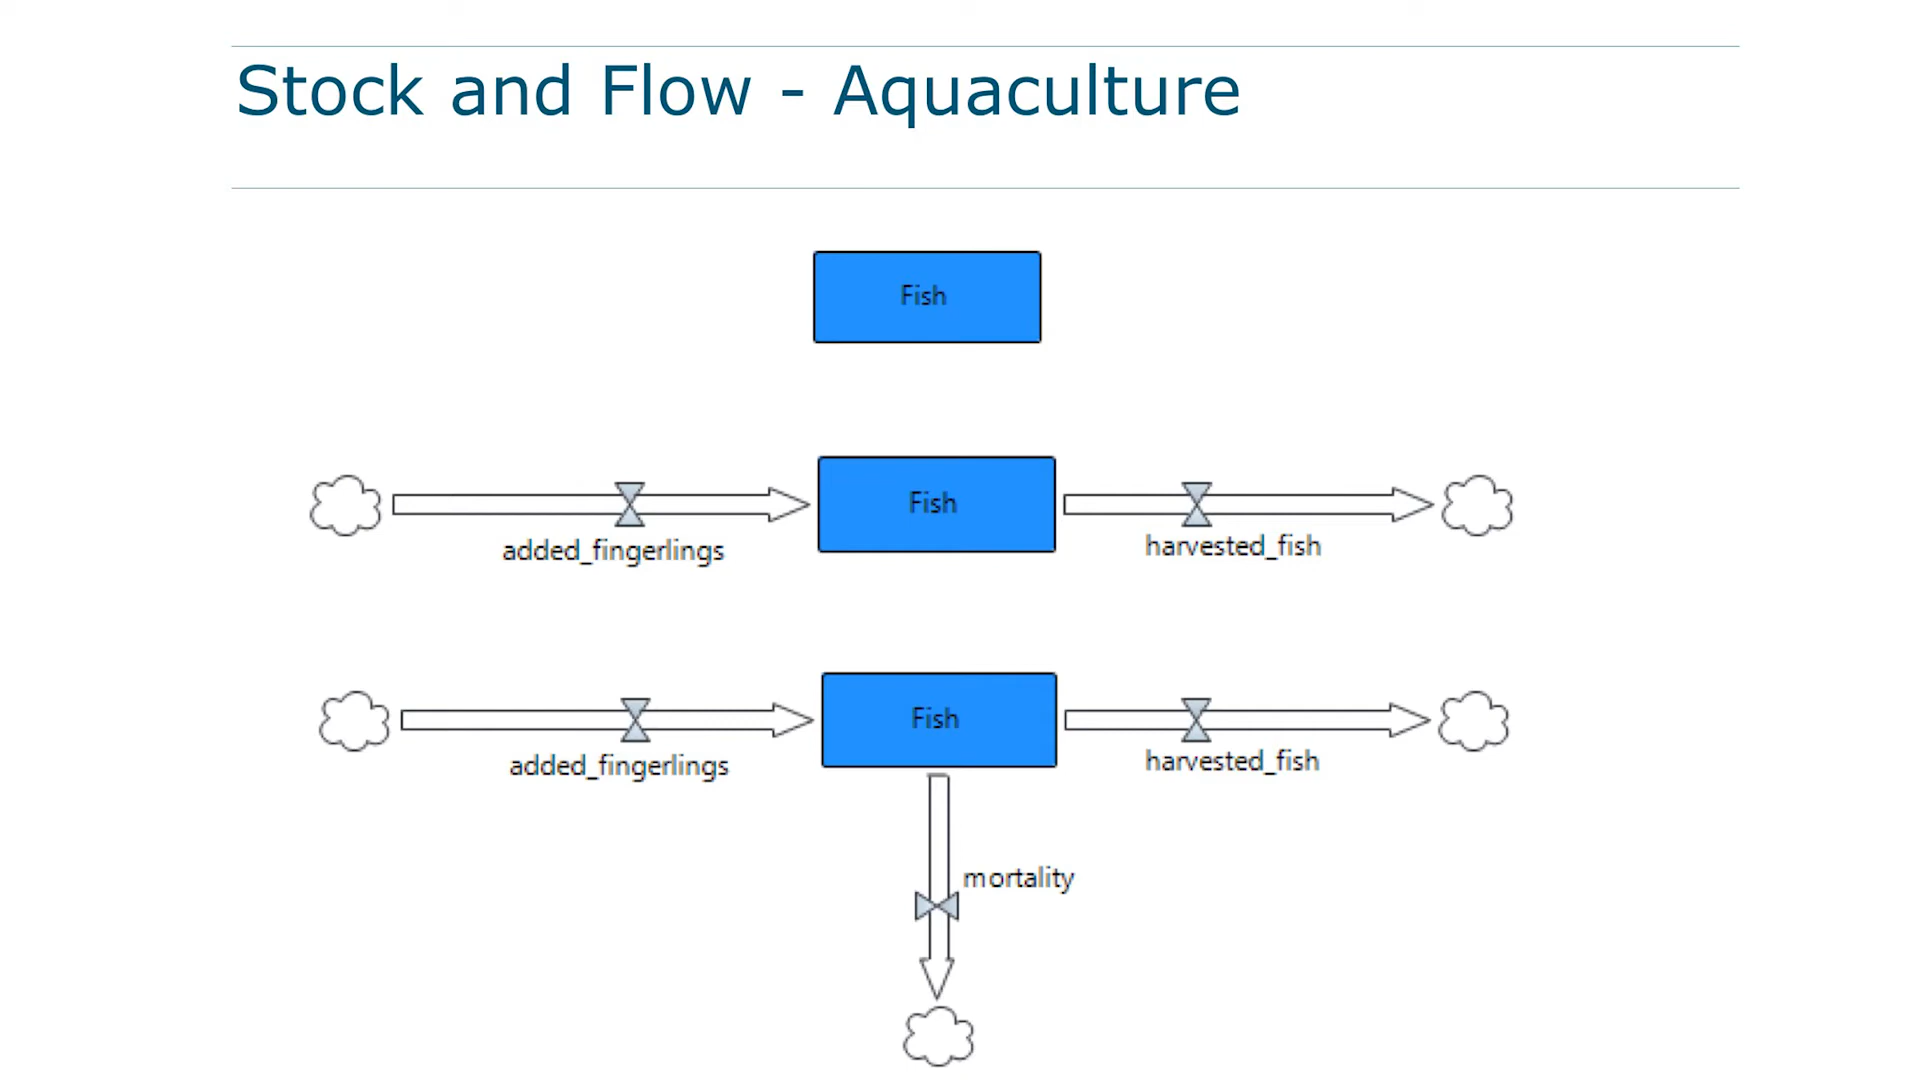 Stock and Flow - Aquaculture
Fish
Fish
added_fingerlings
harvested_fish
Fish
added_fingerlings
harvested_fish
mortality